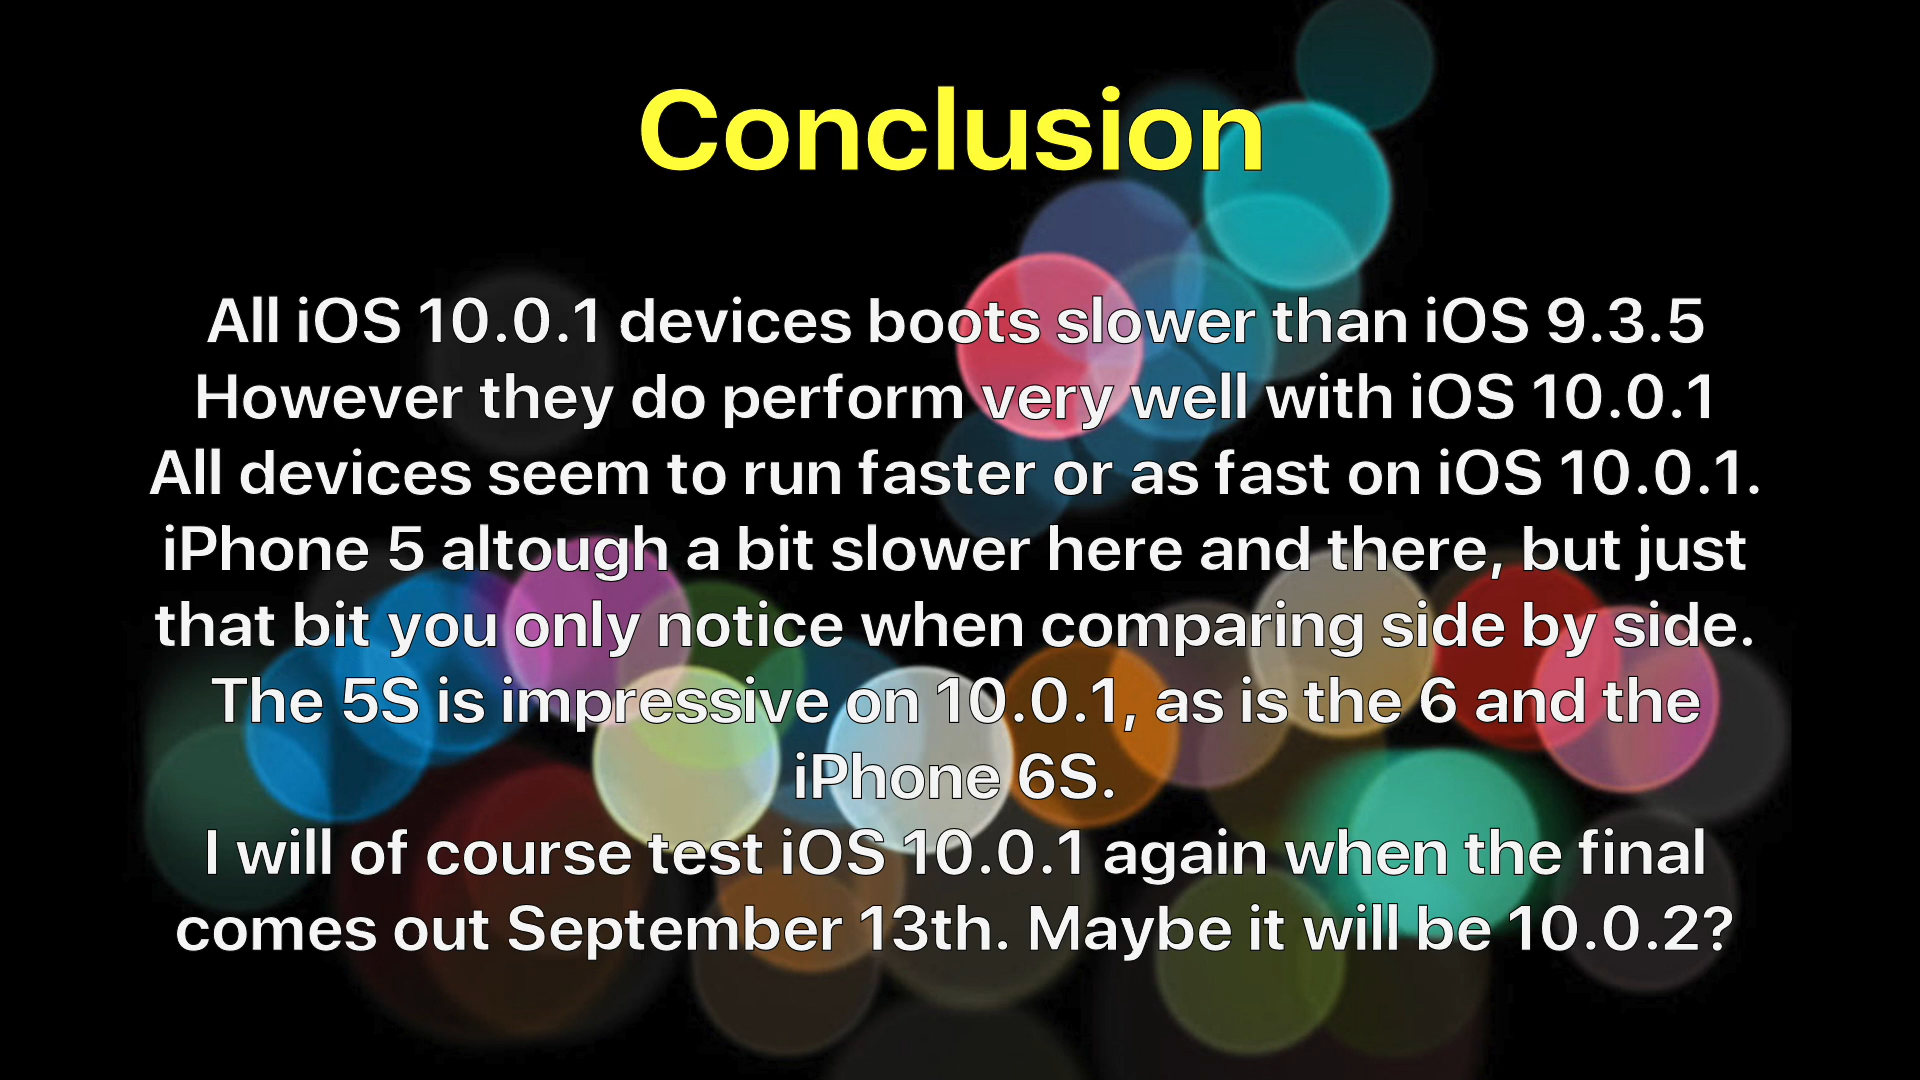 Conclusion
All iOS 10.0.1 devices boots slower than iOS 9.3.5
However they do perform very well with iOS 10.0.1
All devices seem to run faster or as fast on iOS 10.0.1.
iPhone 5 altough a bit slower here and there, but just
that bit you only notice when comparing side by side.
The 5S is impressive on 10.0.1, as is the 6 and the
iPhone 6S.
I will of course test iOS 10.0.1 again when the final
comes out September 13th. Maybe it will be 10.0.2?